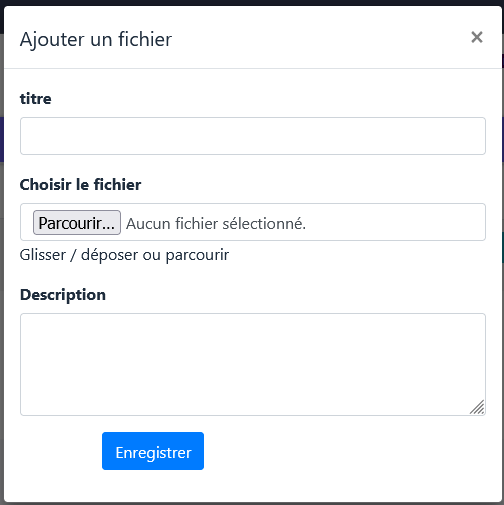 Ajouter un fichier ×
titre
Choisir le fichier
Parcourir... Aucun fichier sélectionné.
Glisser / déposer ou parcourir
Description
Enregistrer